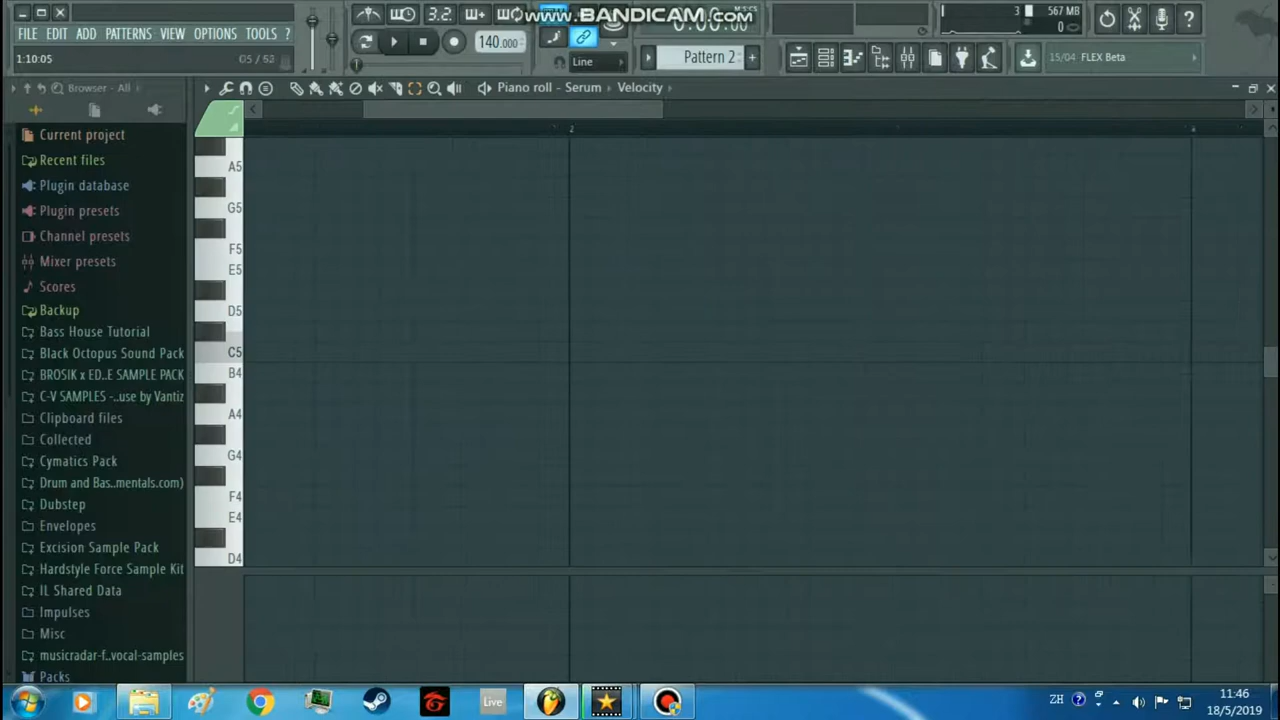 www.BANDICAM.com
3.2.
3
567 MB
0
FILE EDIT ADD PATTERNS VIEW OPTIONS TOOLS ?
140.000
1:10:05
Line
Pattern 2
15/04 FLEX Beta
Browser - All
Piano roll - Serum
Velocity
2
Current project
Recent files
Plugin database
Plugin presets
Channel presets
Mixer presets
Scores
Backup
Bass House Tutorial
Black Octopus Sound Pack
BROSIK x ED..E SAMPLE PACK
C-V SAMPLES -..use by Vantiz
Clipboard files
Collected
Cymatics Pack
Drum and Bas..mentals.com)
Dubstep
Envelopes
Excision Sample Pack
Hardstyle Force Sample Kit
IL Shared Data
Impulses
Misc
musicradar-f..vocal-samples
Packs
A5
G5
F5
E5
D5
C5
B4
A4
G4
F4
E4
D4
Live
ZH
11:46
18/5/2019